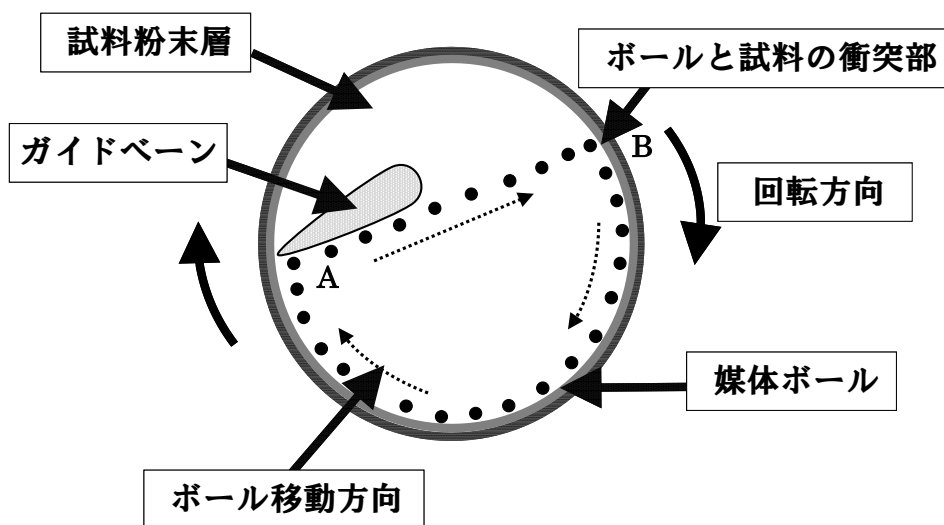 試料粉末層
ボールと試料の衝突部
ガイドベーン
B
回転方向
A
媒体ボール
ボール移動方向